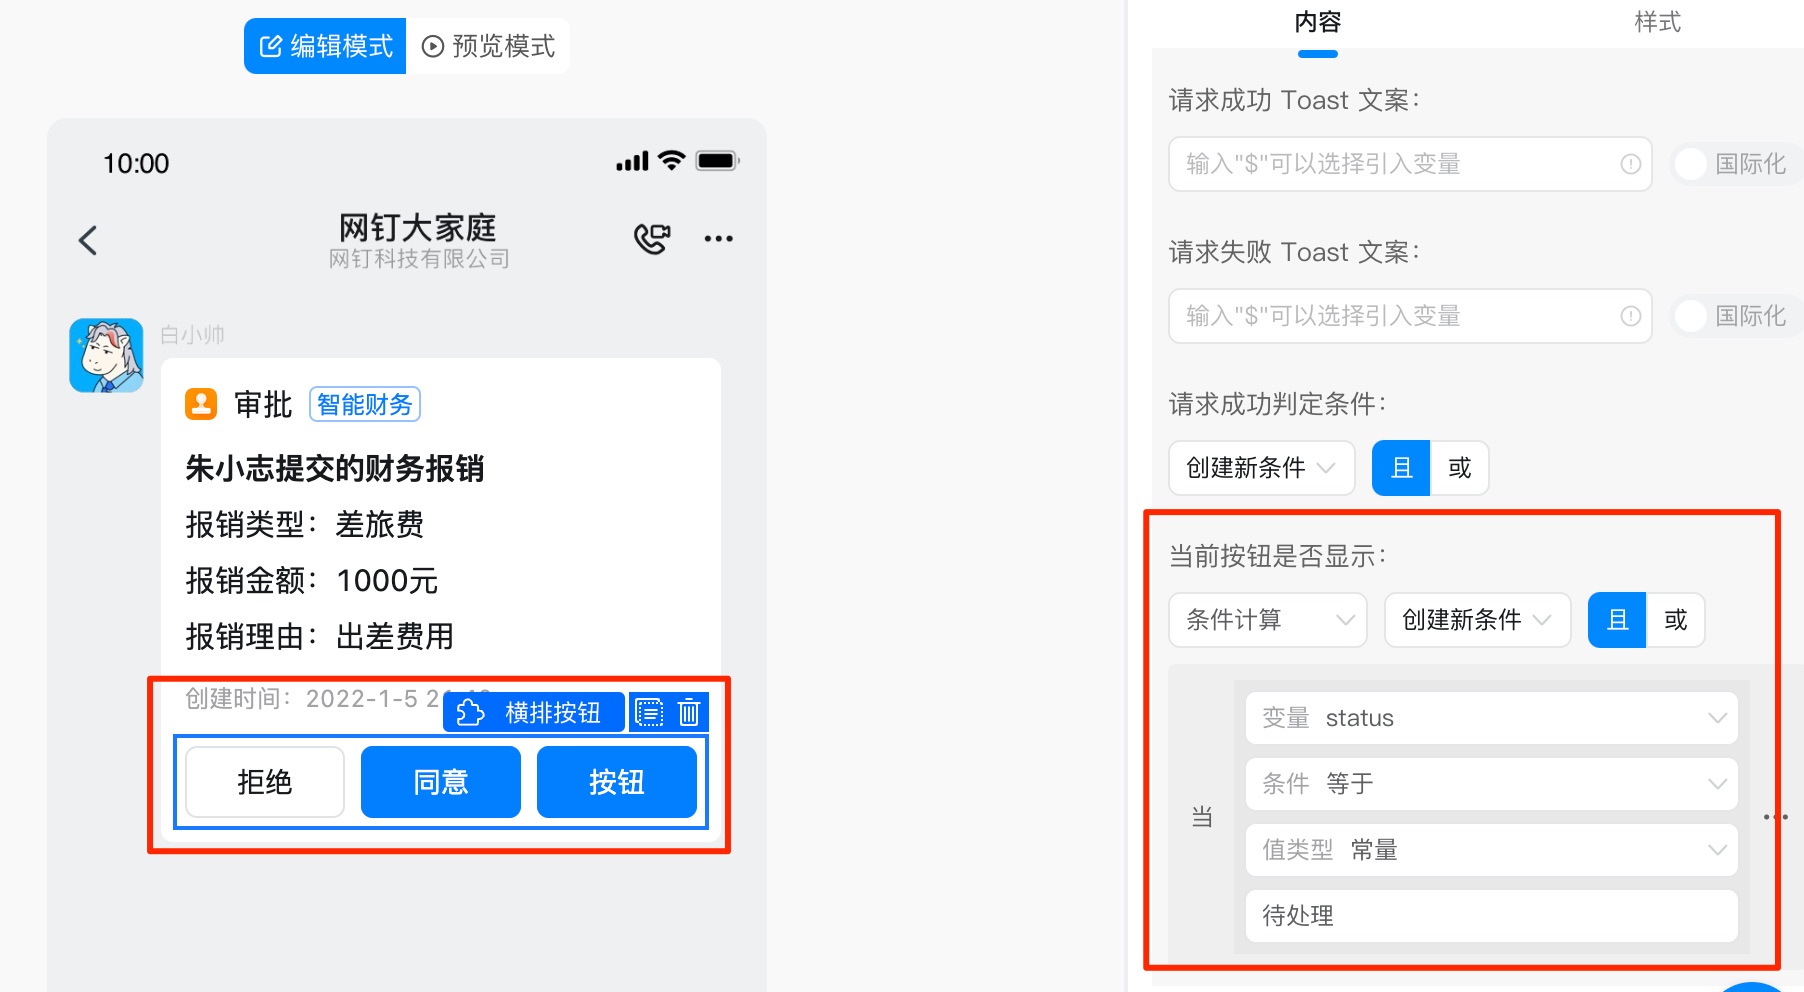 编辑模式
预览模式
10:00
网钉大家庭
网钉科技有限公司
白小帅
审批 智能财务
朱小志提交的财务报销
报销类型：差旅费
报销金额：1000元
报销理由：出差费用
创建时间：2022-1-5
横排按钮
拒绝
同意
按钮
内容
样式
请求成功 Toast 文案：
输入"$"可以选择引入变量
国际化
请求失败 Toast 文案：
输入"$"可以选择引入变量
国际化
请求成功判定条件：
创建新条件
且
或
当前按钮是否显示：
条件计算
创建新条件
且
或
当
变量 status
条件 等于
值类型 常量
待处理